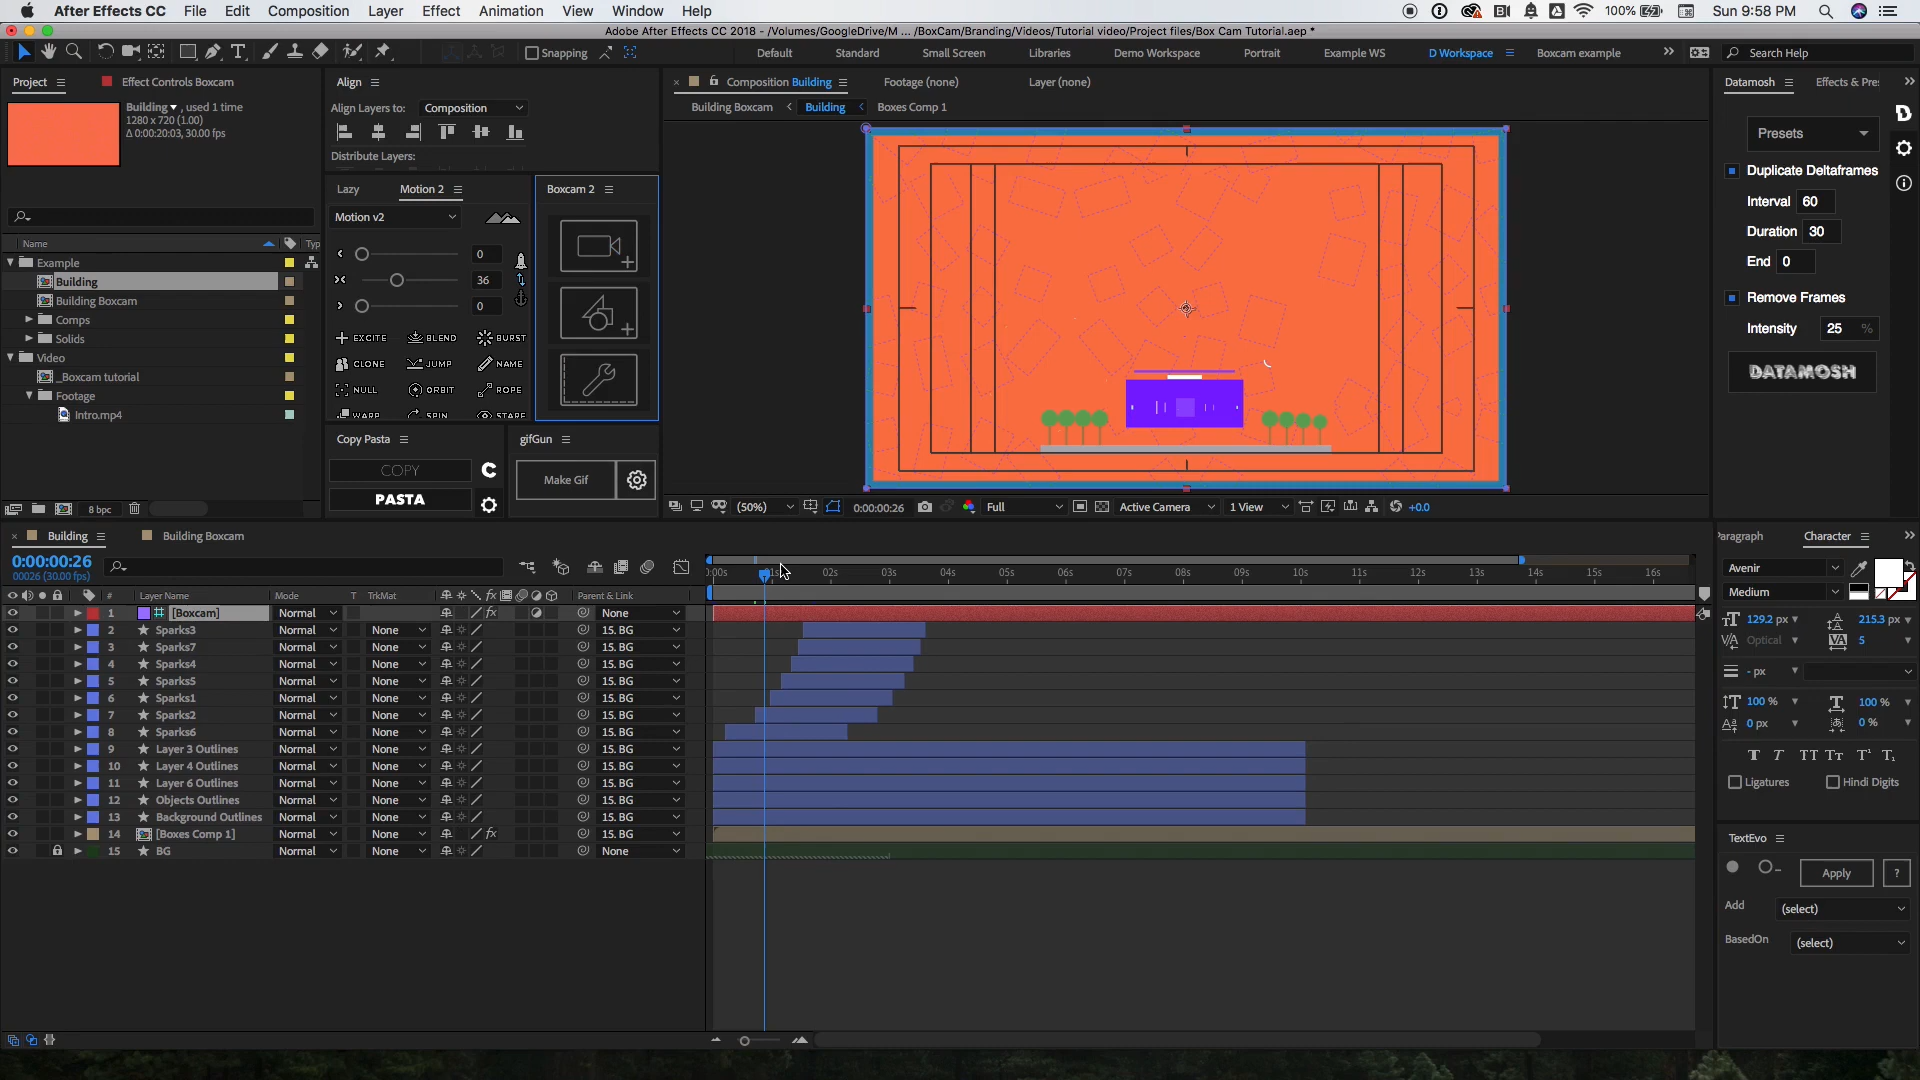 After Effects CC File Edit Composition Layer Effect Animation View Window Help 100% Sun 9:58 PM
Adobe After Effects CC 2018 - /Volumes/GoogleDrive/M ... /BoxCam/Branding/Videos/Tutorial video/Project files/Box Cam Tutorial.aep *
Snapping Default Standard Small Screen Libraries Demo Workspace Portrait Example WS D Workspace Boxcam example Search Help
Project Effect Controls Boxcam
Building , used 1 time
1280 x 720 (1.00)
Δ 0:00:20:03, 30.00 fps
Name Typ
Example
Building
Building Boxcam
Comps
Solids
Video
_Boxcam tutorial
Footage
Intro.mp4
8 bpc
Align
Align Layers to: Composition
Distribute Layers:
Lazy Motion 2
Motion v2
0
36
0
EXCITE BLEND BURST
CLONE JUMP NAME
NULL ORBIT ROPE
WARP SPIN STARE
Boxcam 2
Copy Pasta
COPY
PASTA
gifGun
Make Gif
Composition Building Footage (none) Layer (none)
Building Boxcam Building Boxes Comp 1
(50%) 0:00:00:26 Full Active Camera 1 View +0.0
Datamosh Effects & Pre
Presets
Duplicate Deltaframes
Interval 60
Duration 30
End 0
Remove Frames
Intensity 25 %
DATAMOSH
Building Building Boxcam
0:00:00:26
00026 (30.00 fps)
# Layer Name Mode T TrkMat Parent & Link
1 [Boxcam] Normal None
2 Sparks3 Normal None 15. BG
3 Sparks7 Normal None 15. BG
4 Sparks4 Normal None 15. BG
5 Sparks5 Normal None 15. BG
6 Sparks1 Normal None 15. BG
7 Sparks2 Normal None 15. BG
8 Sparks6 Normal None 15. BG
9 Layer 3 Outlines Normal None 15. BG
10 Layer 4 Outlines Normal None 15. BG
11 Layer 6 Outlines Normal None 15. BG
12 Objects Outlines Normal None 15. BG
13 Background Outlines Normal None 15. BG
14 [Boxes Comp 1] Normal None 15. BG
15 BG Normal None None
02s 03s 04s 05s 06s 07s 08s 09s 10s 11s 12s 13s 14s 15s 16s
aragraph Character
Avenir
Medium
129.2 px 215.3 px
Optical 5
- px
100 % 100 %
0 px 0 %
T T TT Tт T¹ T₁
Ligatures Hindi Digits
TextEvo
Apply ?
Add (select)
BasedOn (select)